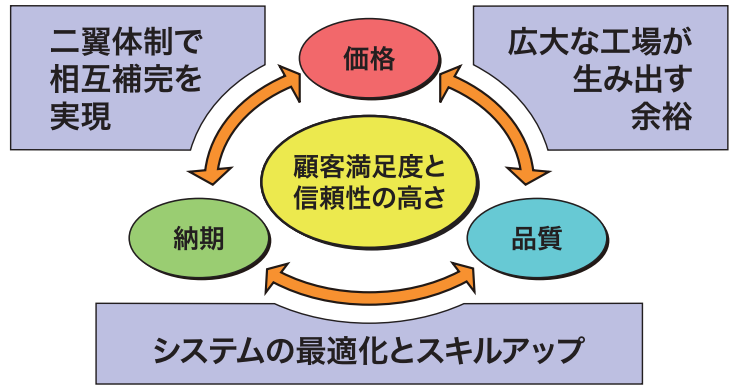 二翼体制で
相互補完を
実現
価格
広大な工場が
生み出す
余裕
顧客満足度と
信頼性の高さ
納期
品質
システムの最適化とスキルアップ